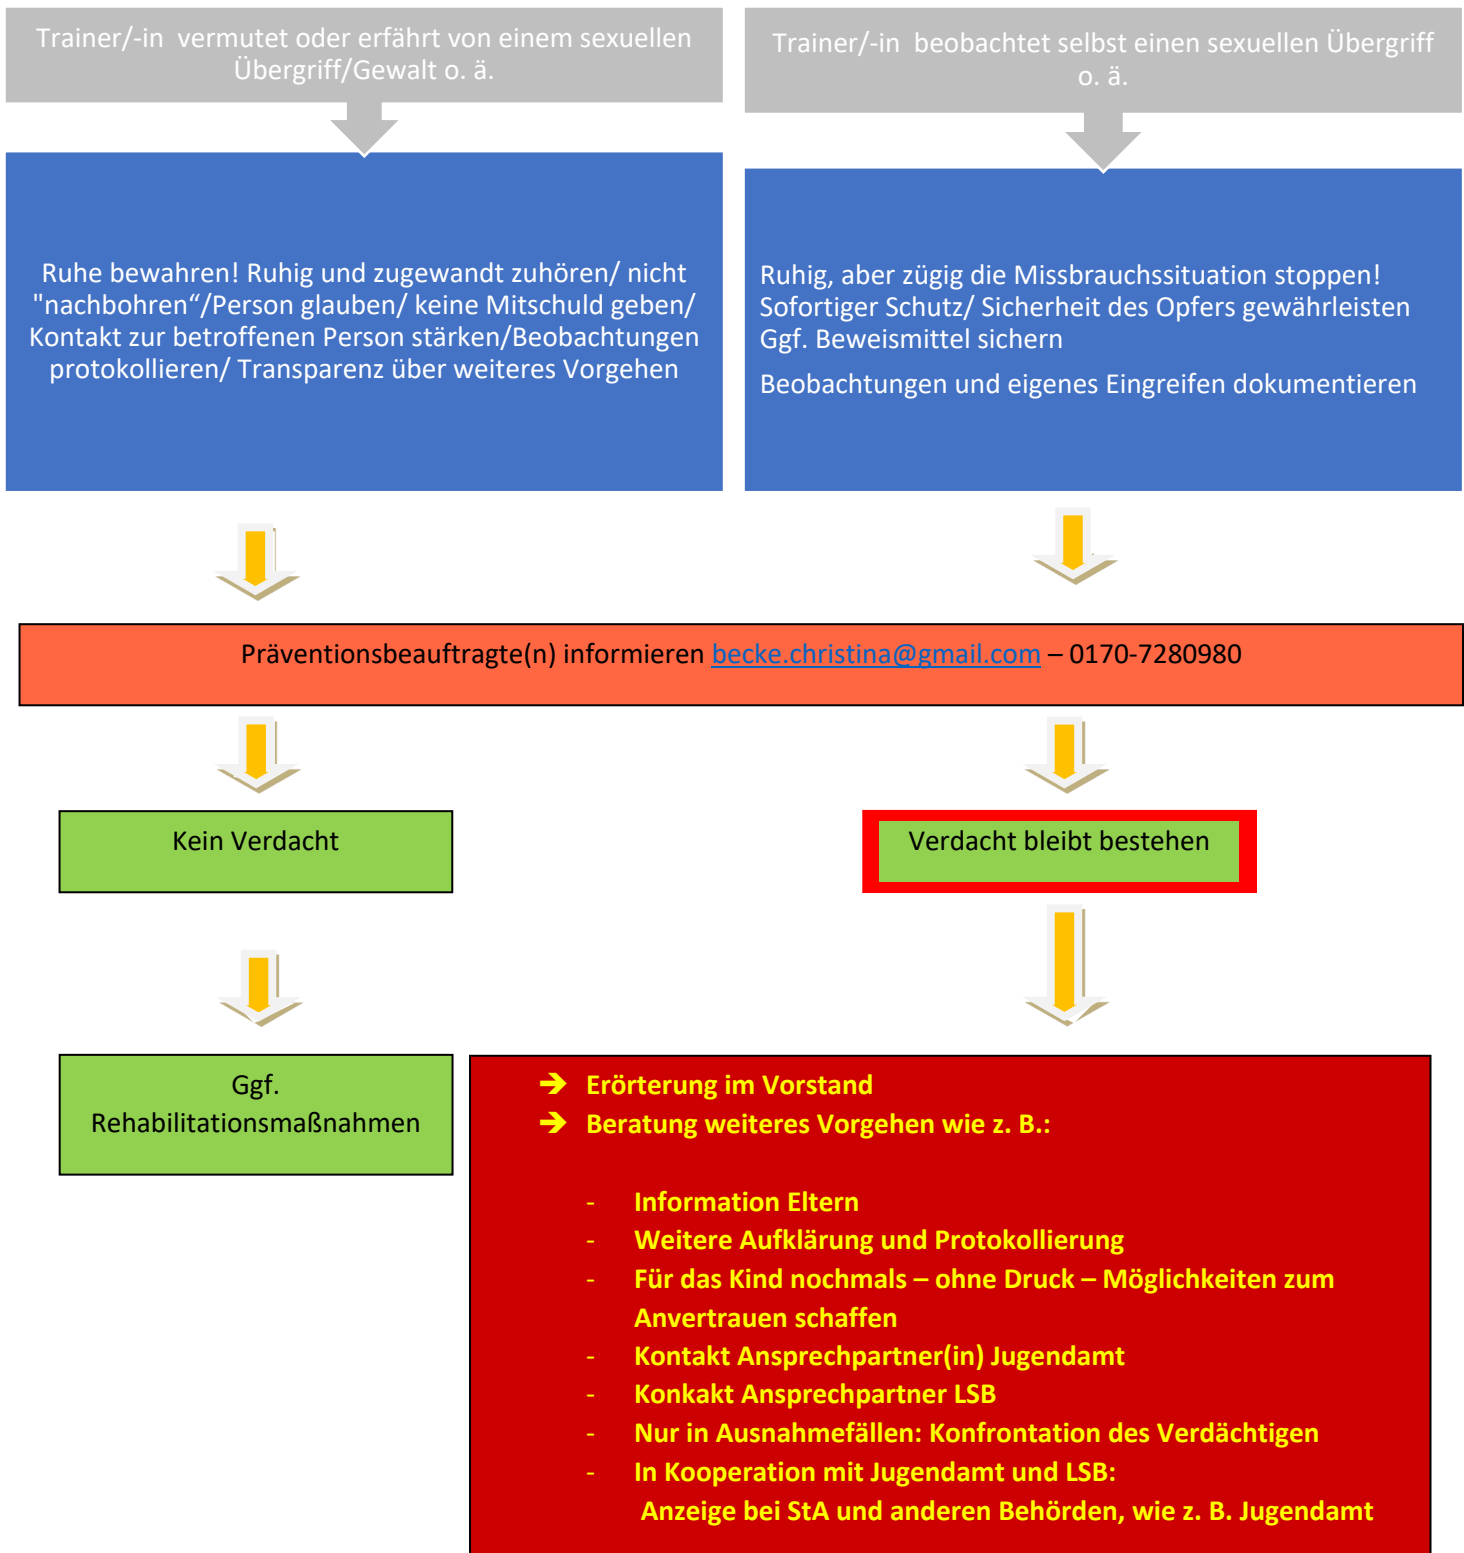 Trainer/-in  vermutet oder erfährt von einem sexuellen
Übergriff/Gewalt o. ä.
Trainer/-in  beobachtet selbst einen sexuellen Übergriff
o. ä.
Ruhe bewahren! Ruhig und zugewandt zuhören/ nicht
"nachbohren“/Person glauben/ keine Mitschuld geben/
Kontakt zur betroffenen Person stärken/Beobachtungen
protokollieren/ Transparenz über weiteres Vorgehen
Ruhig, aber zügig die Missbrauchssituation stoppen!
Sofortiger Schutz/ Sicherheit des Opfers gewährleisten
Ggf. Beweismittel sichern
Beobachtungen und eigenes Eingreifen dokumentieren
Präventionsbeauftragte(n) informieren becke.christina@gmail.com – 0170-7280980
Kein Verdacht
Verdacht bleibt bestehen
Ggf.
Rehabilitationsmaßnahmen
➔ Erörterung im Vorstand
➔ Beratung weiteres Vorgehen wie z. B.:
- Information Eltern
- Weitere Aufklärung und Protokollierung
- Für das Kind nochmals – ohne Druck – Möglichkeiten zum
Anvertrauen schaffen
- Kontakt Ansprechpartner(in) Jugendamt
- Konkakt Ansprechpartner LSB
- Nur in Ausnahmefällen: Konfrontation des Verdächtigen
- In Kooperation mit Jugendamt und LSB:
Anzeige bei StA und anderen Behörden, wie z. B. Jugendamt